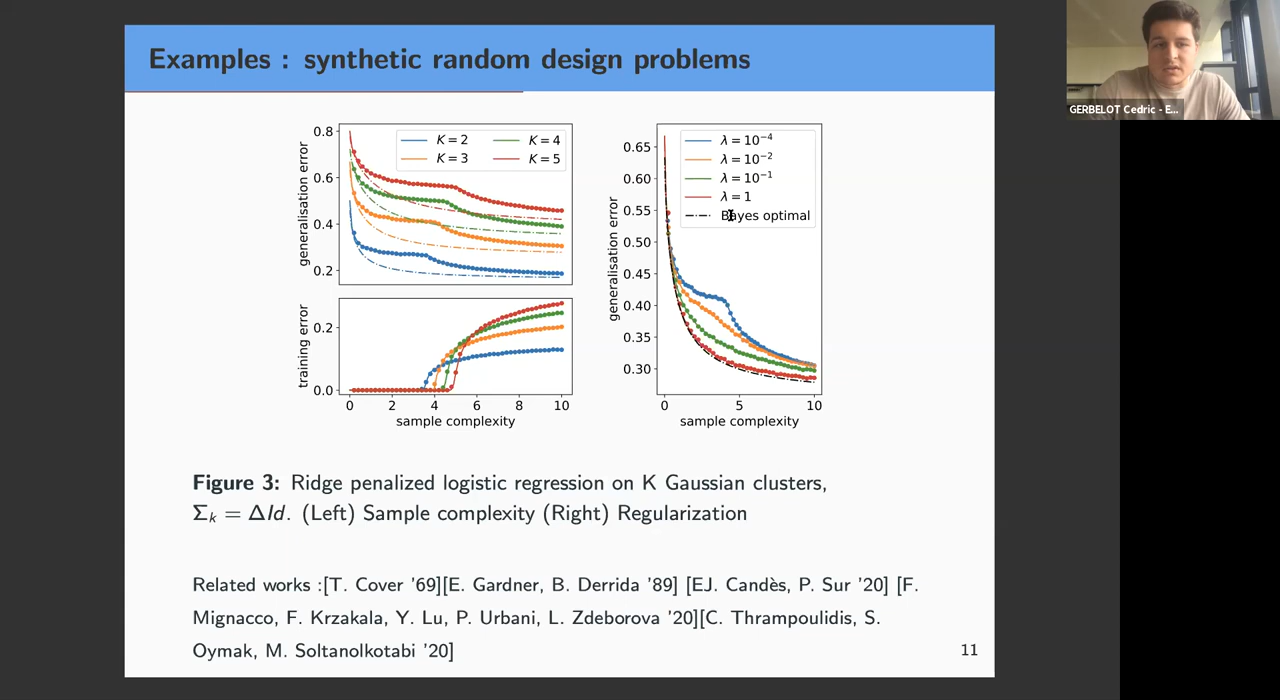 Examples : synthetic random design problems
GERBELOT Cedric - E...
0.8
0.6
0.4
0.2
generalisation error
K = 2
K = 3
K = 4
K = 5
0.2
0.0
training error
0 2 4 6 8 10
sample complexity
0.65
0.60
0.55
0.50
0.45
0.40
0.35
0.30
generalisation error
λ = 10⁻⁴
λ = 10⁻²
λ = 10⁻¹
λ = 1
Bayes optimal
0 5 10
sample complexity
Figure 3: Ridge penalized logistic regression on K Gaussian clusters,
Σₖ = ΔId. (Left) Sample complexity (Right) Regularization
Related works :[T. Cover '69][E. Gardner, B. Derrida '89] [EJ. Candès, P. Sur '20] [F.
Mignacco, F. Krzakala, Y. Lu, P. Urbani, L. Zdeborova '20][C. Thrampoulidis, S.
Oymak, M. Soltanolkotabi '20]
11